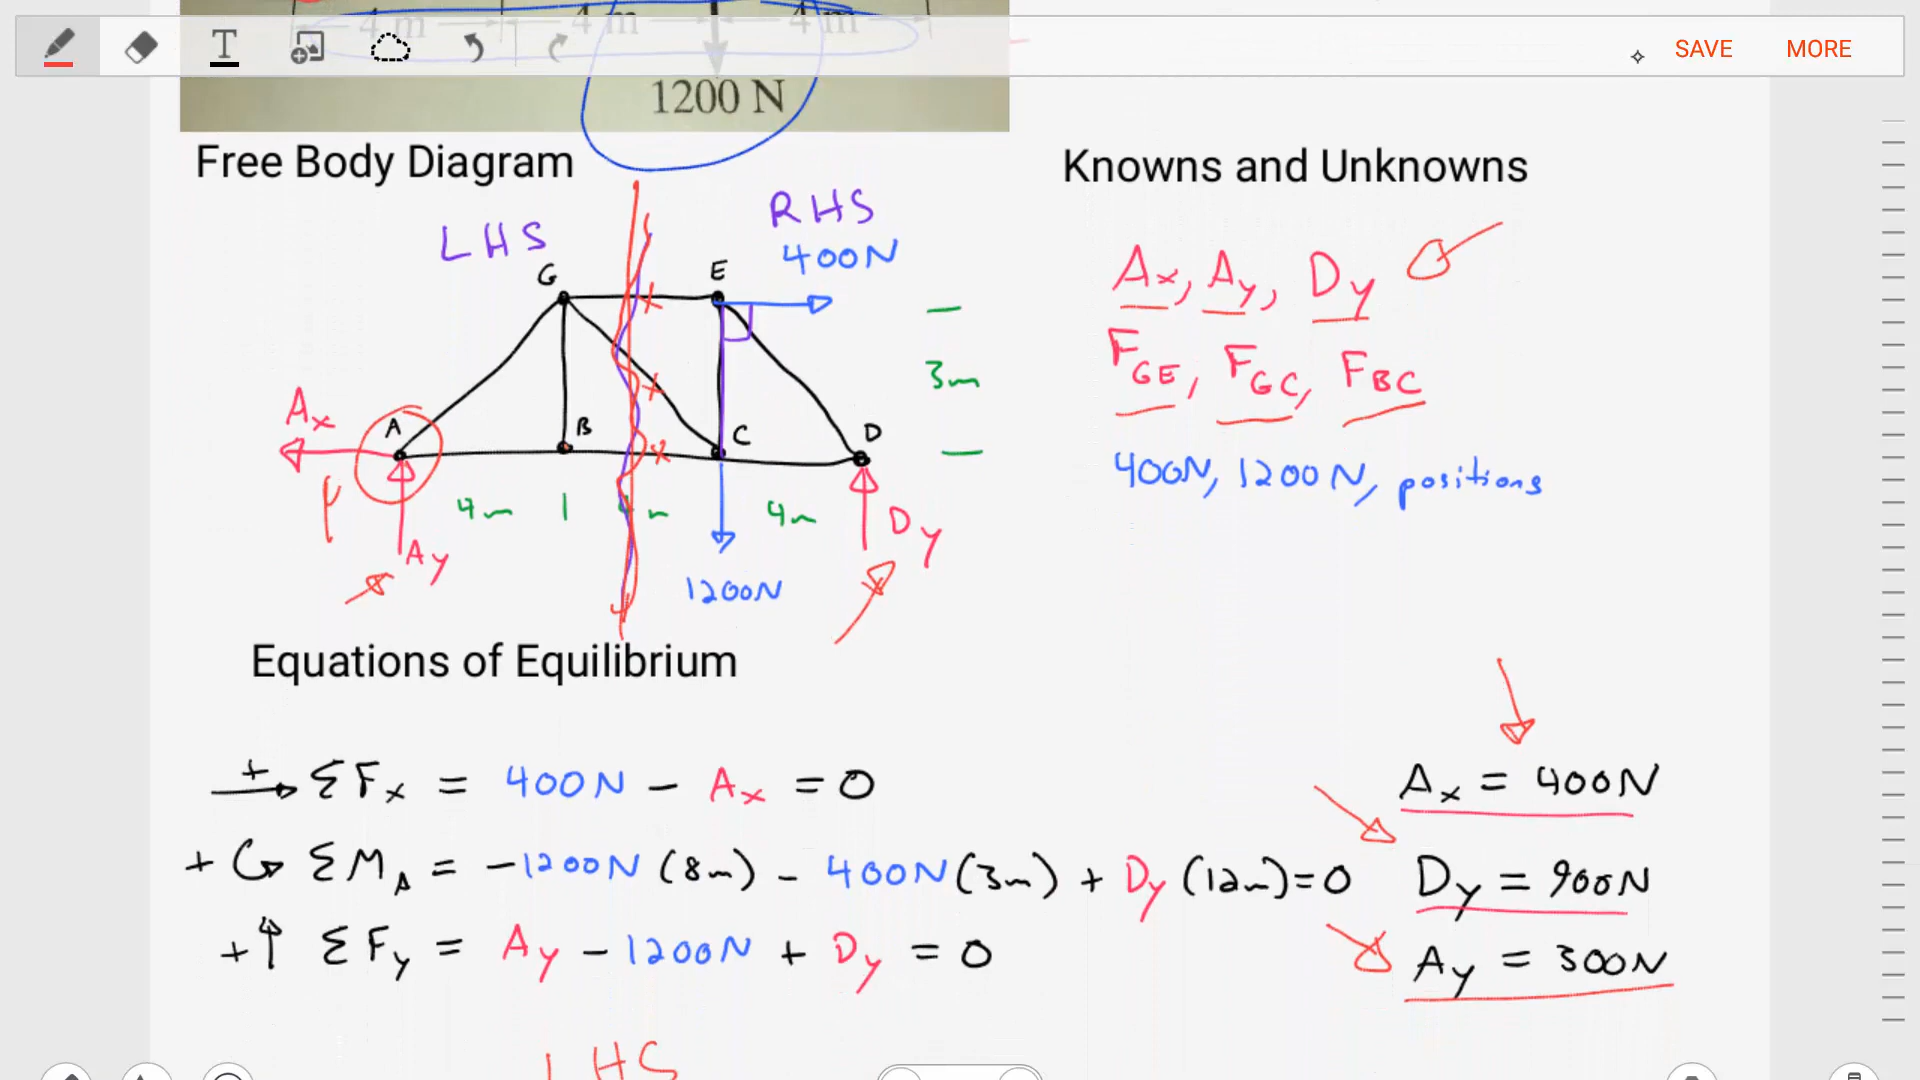 4 m 4 m 4 m
T SAVE MORE
1200 N
Free Body Diagram
Knowns and Unknowns
LHS
RHS
400N
G
E
Ax, Ay, Dy
3m
FGE, FGC, FBC
Ax
A
B
C
D
400N, 1200N, positions
4m 4m 4m
Dy
Ay
1200N
Equations of Equilibrium
+ ΣFx = 400N - Ax = 0
Ax = 400N
+ ΣMA = -1200N (8m) - 400N (3m) + Dy (12m) = 0
Dy = 900N
+↑ ΣFy = Ay - 1200N + Dy = 0
Ay = 300N
LHS